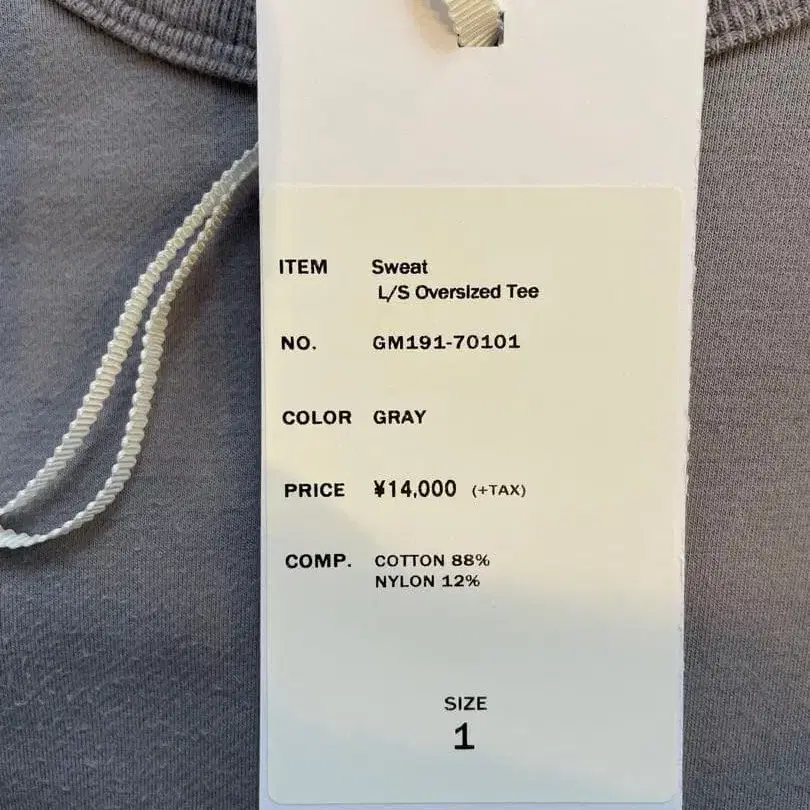 ITEM Sweat
L/S Oversized Tee
NO. GM191-70101
COLOR GRAY
PRICE ¥14,000 (+TAX)
COMP. COTTON 88%
NYLON 12%
SIZE
1